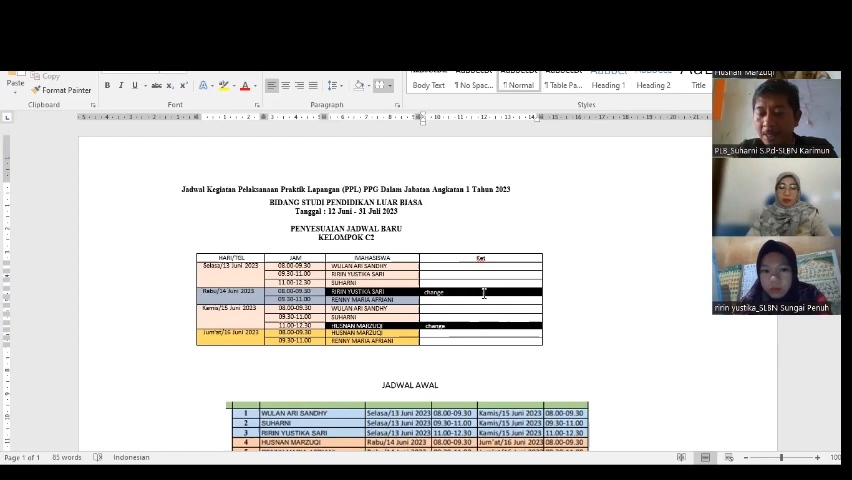 Copy
Paste
Format Painter
Clipboard
Font
Paragraph
Body Text
¶ No Spac...
¶ Normal
¶ Table Pa...
Heading 1
Heading 2
Title
Styles
Husnan Marzuqi
PLB_Suharni S.Pd-SLBN Karimun
ririn yustika_SLBN Sungai Penuh
Jadwal Kegiatan Pelaksanaan Praktik Lapangan (PPL) PPG Dalam Jabatan Angkatan 1 Tahun 2023
BIDANG STUDI PENDIDIKAN LUAR BIASA
Tanggal : 12 Juni - 31 Juli 2023
PENYESUAIAN JADWAL BARU
KELOMPOK C2
HARI/TGL JAM MAHASISWA Ket
Selasa/13 Juni 2023 08.00-09.30 WULAN ARI SANDHY
09.30-11.00 RIRIN YUSTIKA SARI
11.00-12.30 SUHARNI
Rabu/14 Juni 2023 08.00-09.30 RIRIN YUSTIKA SARI change
09.30-11.00 RENNY MARIA AFRIANI
Kamis/15 Juni 2023 08.00-09.30 WULAN ARI SANDHY
09.30-11.00 SUHARNI
11.00-12.30 HUSNAN MARZUQI change
Jum'at/16 Juni 2023 08.00-09.30 HUSNAN MARZUQI
09.30-11.00 RENNY MARIA AFRIANI
JADWAL AWAL
1 WULAN ARI SANDHY Selasa/13 Juni 2023 08.00-09.30 Kamis/15 Juni 2023 08.00-09.30
2 SUHARNI Selasa/13 Juni 2023 09.30-11.00 Kamis/15 Juni 2023 09.30-11.00
3 RIRIN YUSTIKA SARI Selasa/13 Juni 2023 11.00-12.30 Kamis/15 Juni 2023 11.00-12.30
4 HUSNAN MARZUQI Rabu/14 Juni 2023 08.00-09.30 Jum'at/16 Juni 2023 08.00-09.30
Page 1 of 1 85 words Indonesian
100